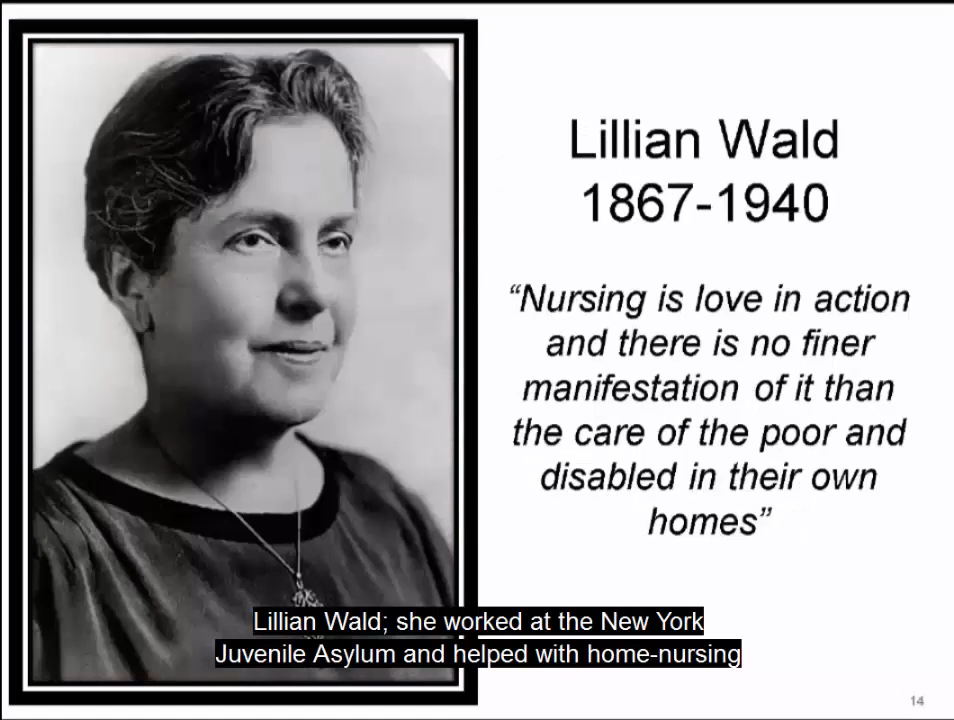 Lillian Wald
1867-1940
“Nursing is love in action
and there is no finer
manifestation of it than
the care of the poor and
disabled in their own
homes”
Lillian Wald; she worked at the New York
Juvenile Asylum and helped with home-nursing
14